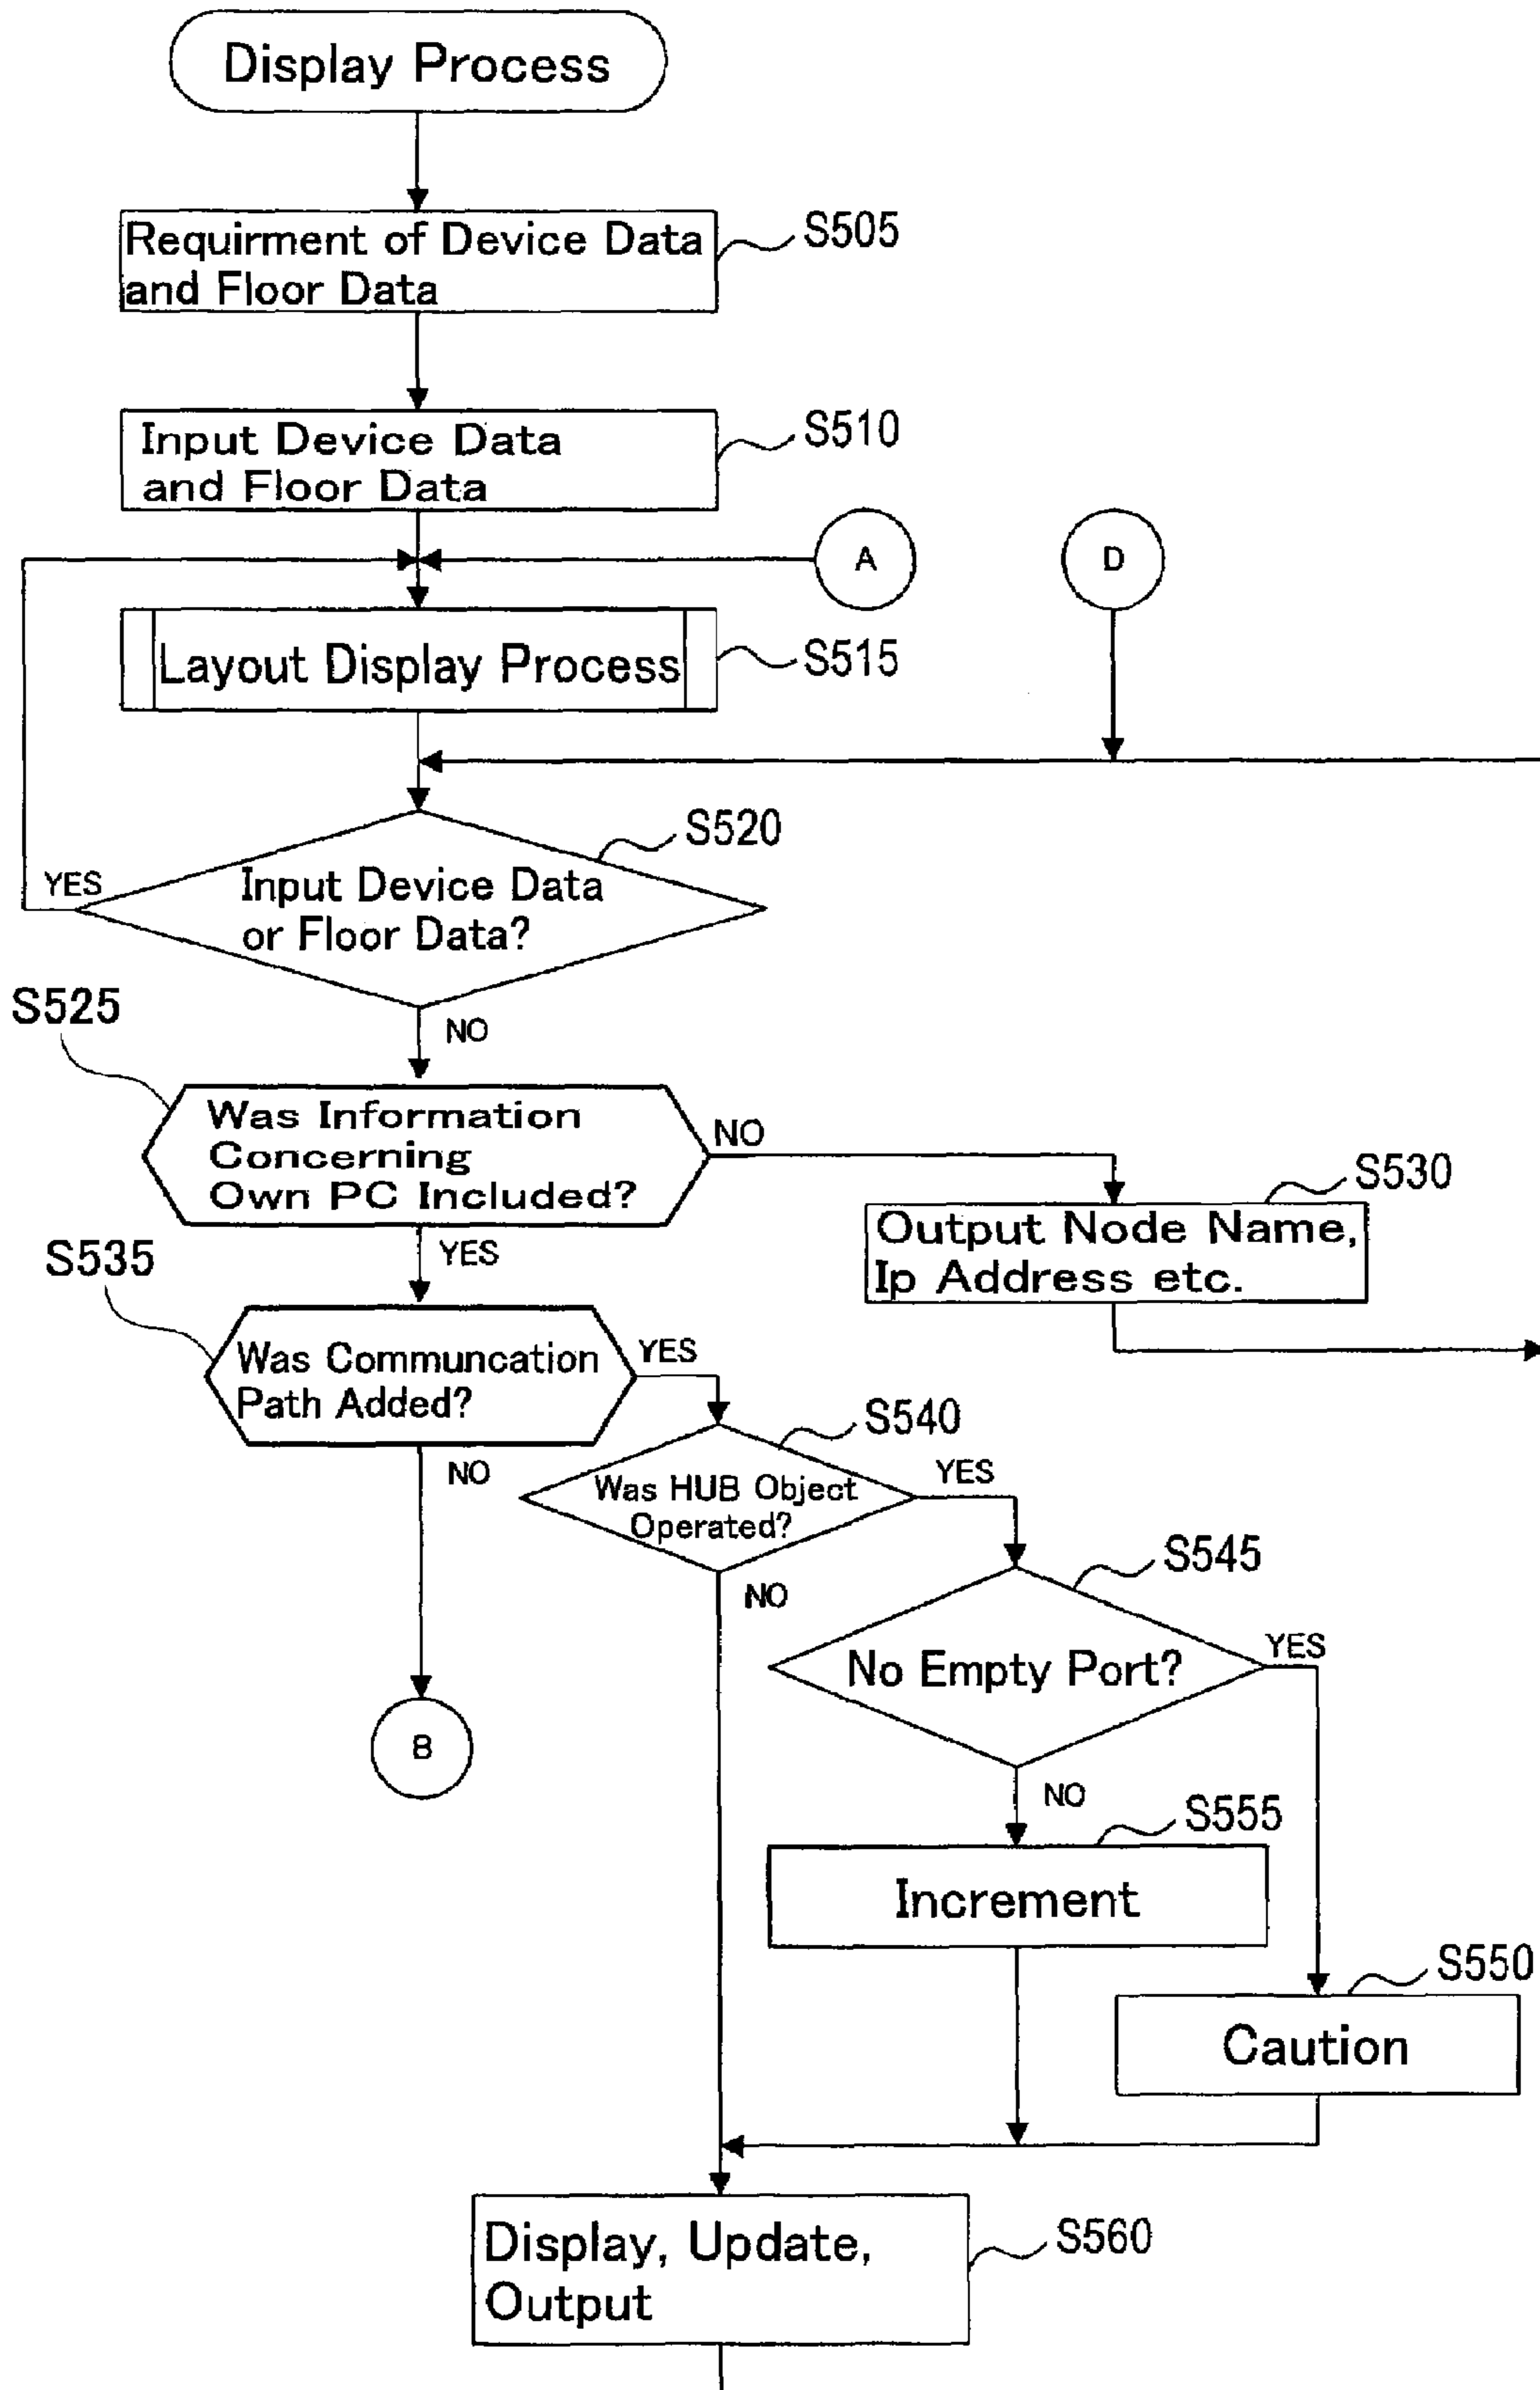 Display Process
Requirment of Device Data
and Floor Data
S505
Input Device Data
and Floor Data
S510
A
D
Layout Display Process
S515
S520
YES
Input Device Data
or Floor Data?
S525
NO
Was Information
Concerning
Own PC Included?
NO
S530
Output Node Name,
Ip Address etc.
YES
S535
Was Communcation
Path Added?
YES
S540
NO
Was HUB Object
Operated?
YES
S545
NO
No Empty Port?
YES
B
NO
S555
Increment
S550
Caution
Display, Update,
Output
S560